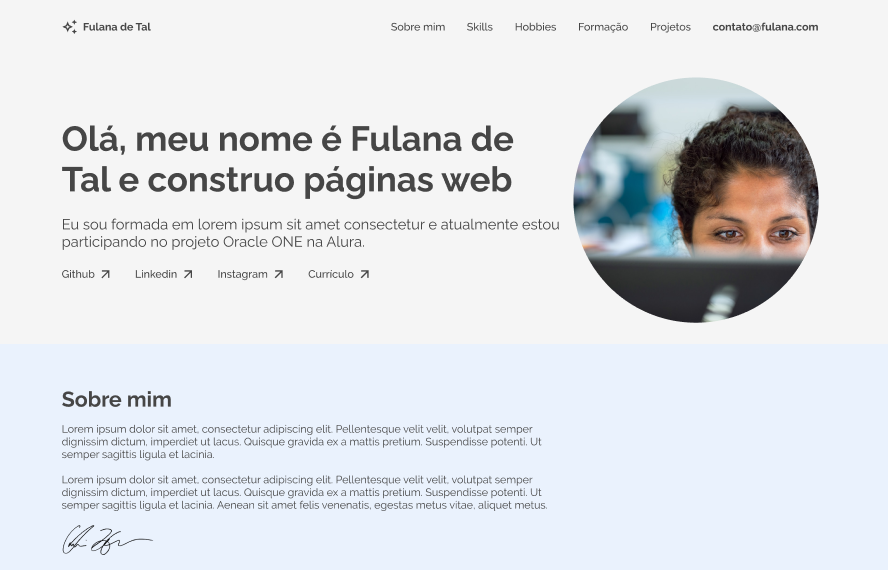 Fulana de Tal
Sobre mim Skills Hobbies Formação Projetos contato@fulana.com
Olá, meu nome é Fulana de
Tal e construo páginas web
Eu sou formada em lorem ipsum sit amet consectetur e atualmente estou
participando no projeto Oracle ONE na Alura.
Github Linkedin Instagram Currículo
Sobre mim
Lorem ipsum dolor sit amet, consectetur adipiscing elit. Pellentesque velit velit, volutpat semper
dignissim dictum, imperdiet ut lacus. Quisque gravida ex a mattis pretium. Suspendisse potenti. Ut
semper sagittis ligula et lacinia.
Lorem ipsum dolor sit amet, consectetur adipiscing elit. Pellentesque velit velit, volutpat semper
dignissim dictum, imperdiet ut lacus. Quisque gravida ex a mattis pretium. Suspendisse potenti. Ut
semper sagittis ligula et lacinia. Aenean sit amet felis venenatis, egestas metus vitae, aliquet metus.